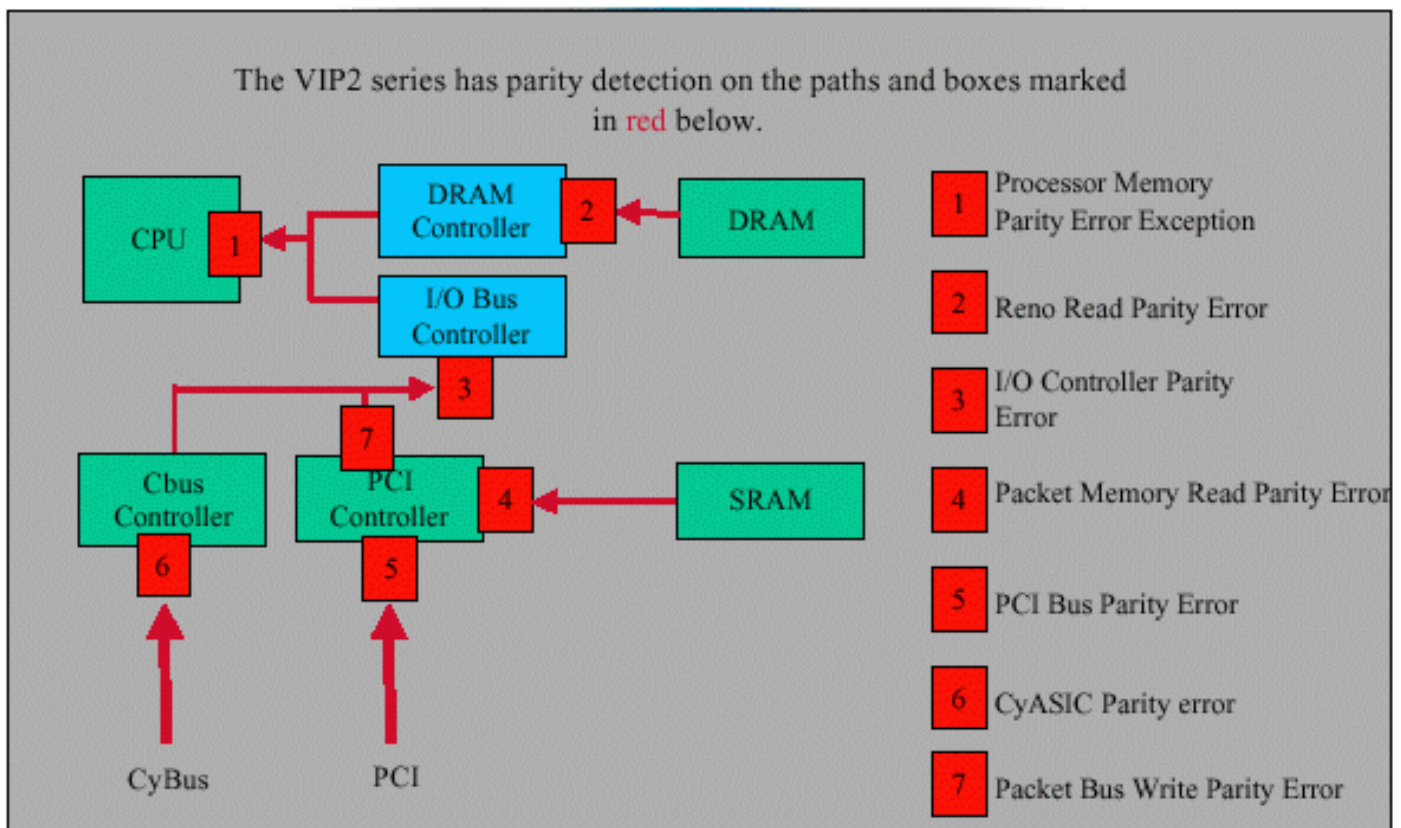 The VIP2 series has parity detection on the paths and boxes marked
in red below.
CPU
1
DRAM
Controller
2
DRAM
I/O Bus
Controller
3
7
Cbus
Controller
6
PCI
Controller
4
5
SRAM
CyBus
PCI
1
Processor Memory
Parity Error Exception
2
Reno Read Parity Error
3
I/O Controller Parity
Error
4
Packet Memory Read Parity Error
5
PCI Bus Parity Error
6
CyASIC Parity error
7
Packet Bus Write Parity Error